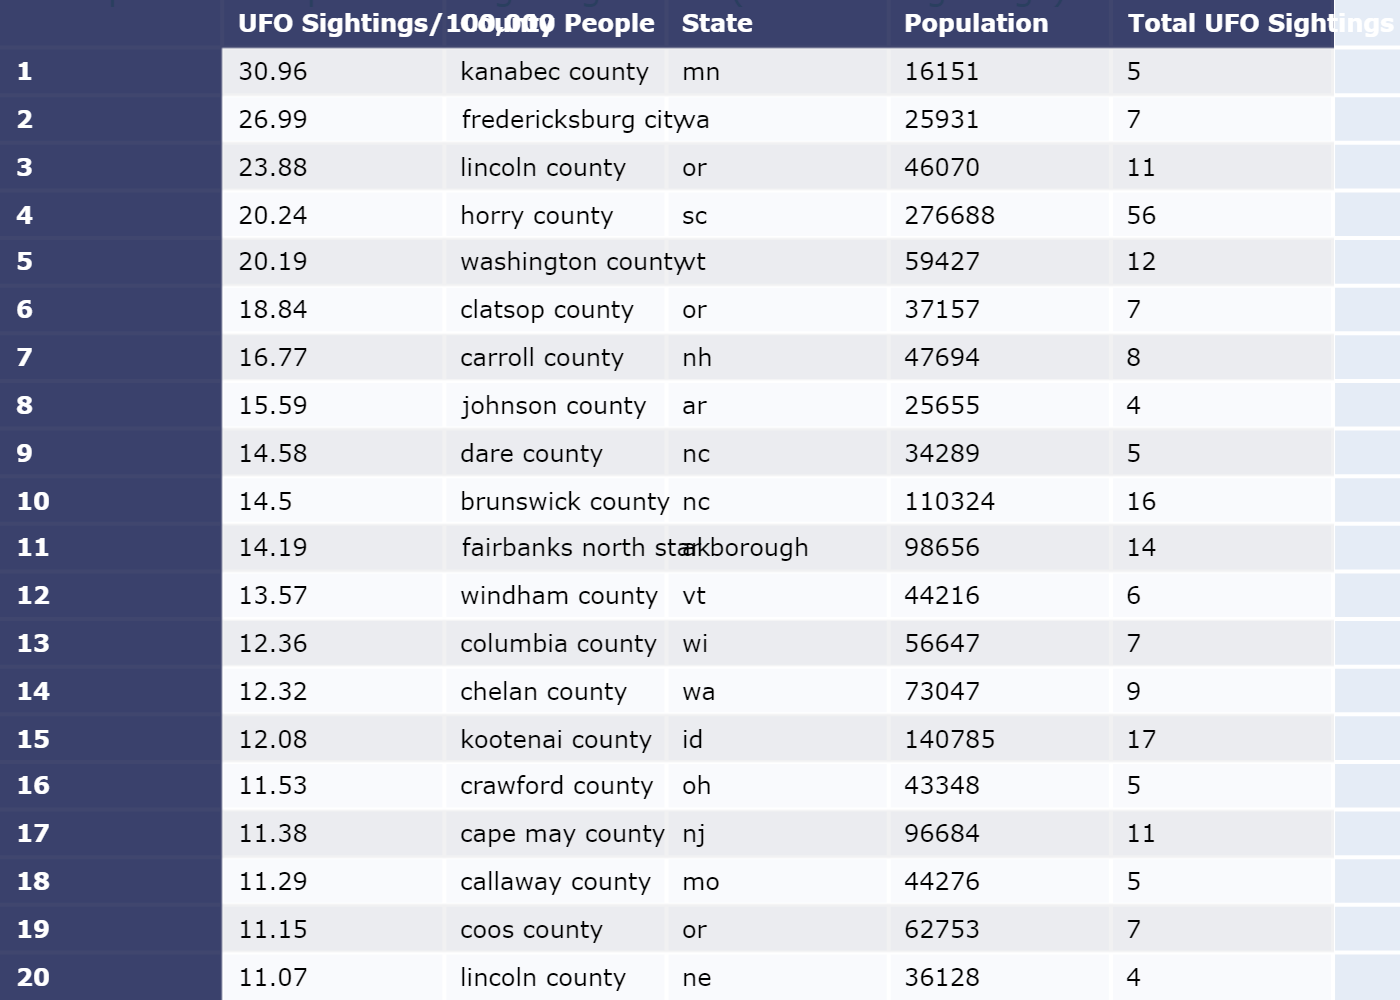 UFO Sightings/100,000 People County State Population Total UFO Sightings
1 30.96 kanabec county mn 16151 5
2 26.99 fredericksburg city va 25931 7
3 23.88 lincoln county or 46070 11
4 20.24 horry county sc 276688 56
5 20.19 washington county vt 59427 12
6 18.84 clatsop county or 37157 7
7 16.77 carroll county nh 47694 8
8 15.59 johnson county ar 25655 4
9 14.58 dare county nc 34289 5
10 14.5 brunswick county nc 110324 16
11 14.19 fairbanks north star borough ak 98656 14
12 13.57 windham county vt 44216 6
13 12.36 columbia county wi 56647 7
14 12.32 chelan county wa 73047 9
15 12.08 kootenai county id 140785 17
16 11.53 crawford county oh 43348 5
17 11.38 cape may county nj 96684 11
18 11.29 callaway county mo 44276 5
19 11.15 coos county or 62753 7
20 11.07 lincoln county ne 36128 4